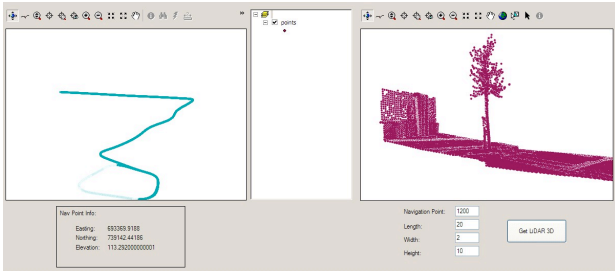 points
Nav Point Info:
Easting: 693369.9188
Northing: 739142.44186
Elevation: 113.292000000001
Navigation Point: 1200
Length: 20
Width: 2
Height: 10
Get LiDAR 3D